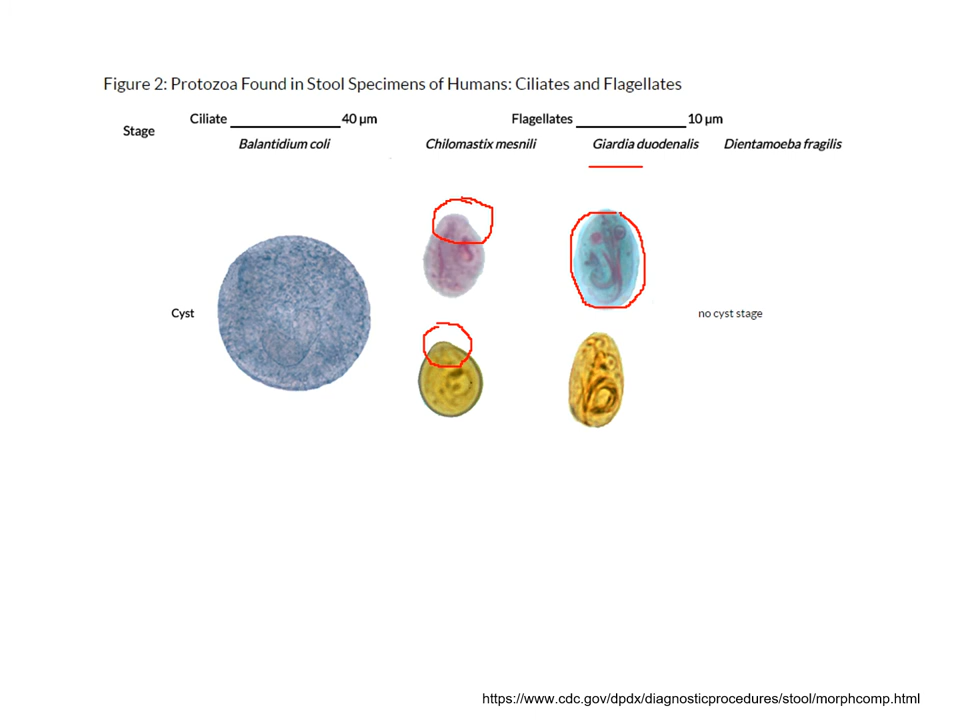 Figure 2: Protozoa Found in Stool Specimens of Humans: Ciliates and Flagellates
Stage
Ciliate 40 μm Flagellates 10 μm
Balantidium coli Chilomastix mesnili Giardia duodenalis Dientamoeba fragilis
Cyst no cyst stage
https://www.cdc.gov/dpdx/diagnosticprocedures/stool/morphcomp.html